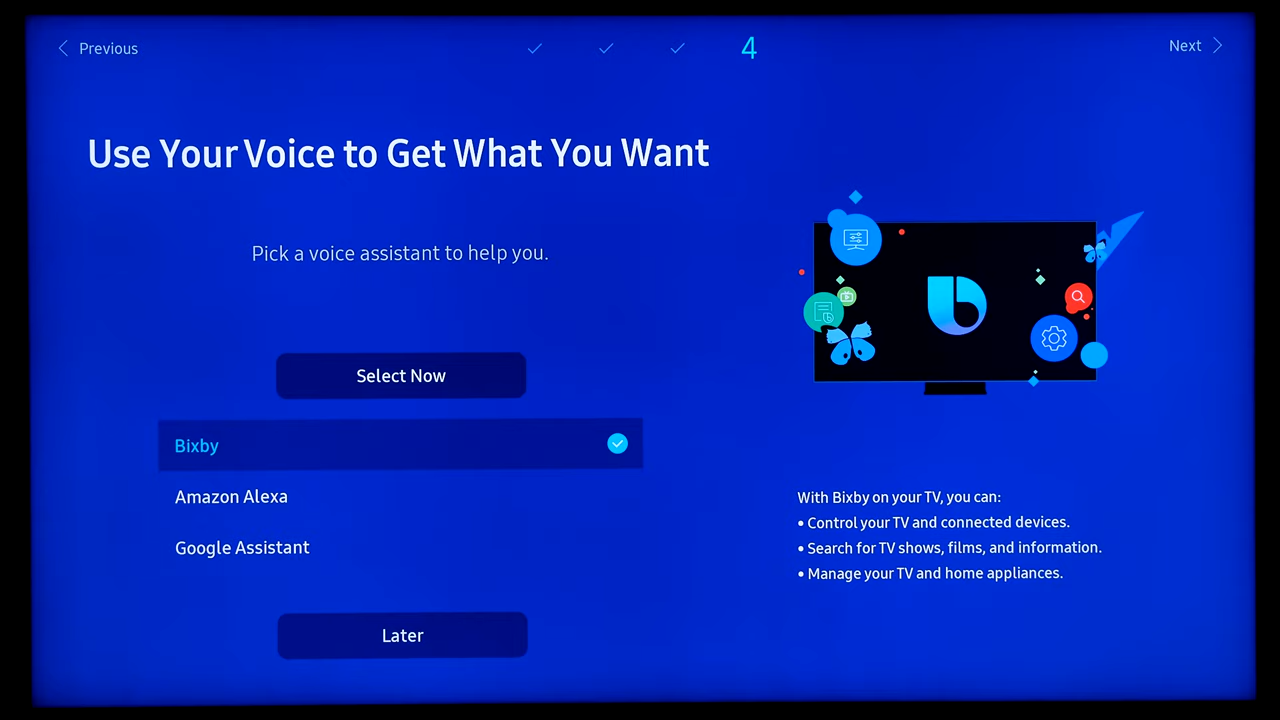 Previous
4
Next
Use Your Voice to Get What You Want
Pick a voice assistant to help you.
Select Now
Bixby
Amazon Alexa
Google Assistant
Later
With Bixby on your TV, you can:
• Control your TV and connected devices.
• Search for TV shows, films, and information.
• Manage your TV and home appliances.